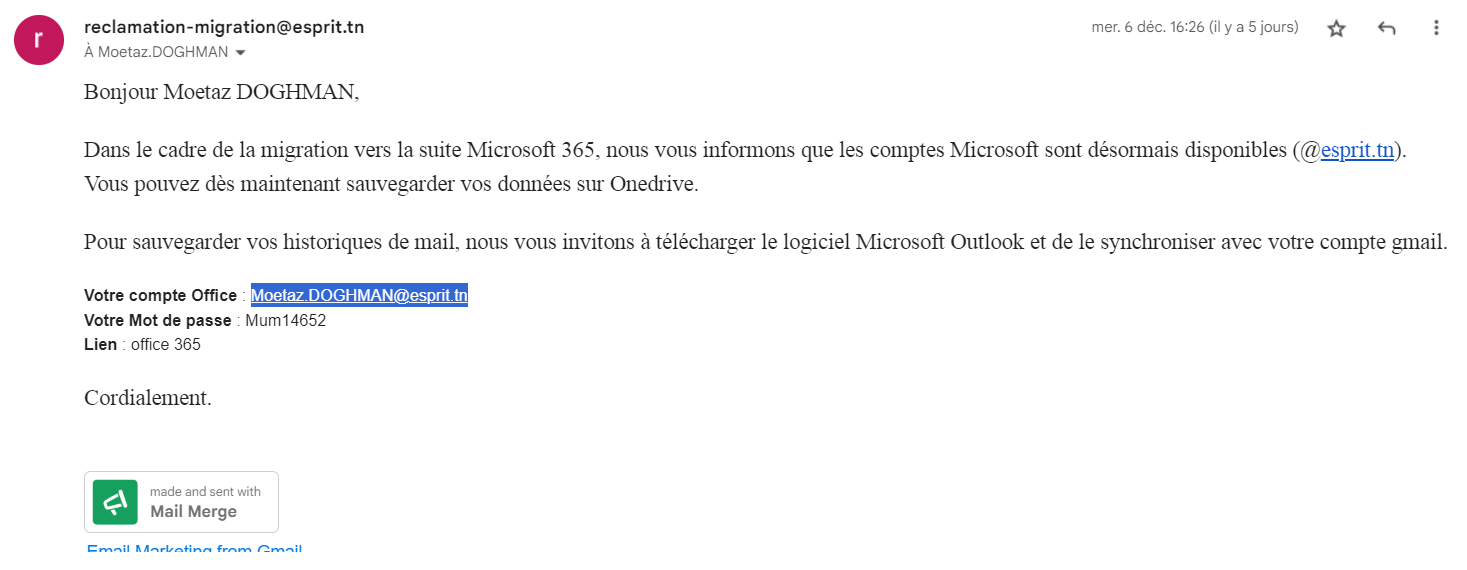 r
reclamation-migration@esprit.tn
mer. 6 déc. 16:26 (il y a 5 jours)
À Moetaz.DOGHMAN
Bonjour Moetaz DOGHMAN,
Dans le cadre de la migration vers la suite Microsoft 365, nous vous informons que les comptes Microsoft sont désormais disponibles (@esprit.tn).
Vous pouvez dès maintenant sauvegarder vos données sur Onedrive.
Pour sauvegarder vos historiques de mail, nous vous invitons à télécharger le logiciel Microsoft Outlook et de le synchroniser avec votre compte gmail.
Votre compte Office : Moetaz.DOGHMAN@esprit.tn
Votre Mot de passe : Mum14652
Lien : office 365
Cordialement.
made and sent with
Mail Merge
Email Marketing from Gmail